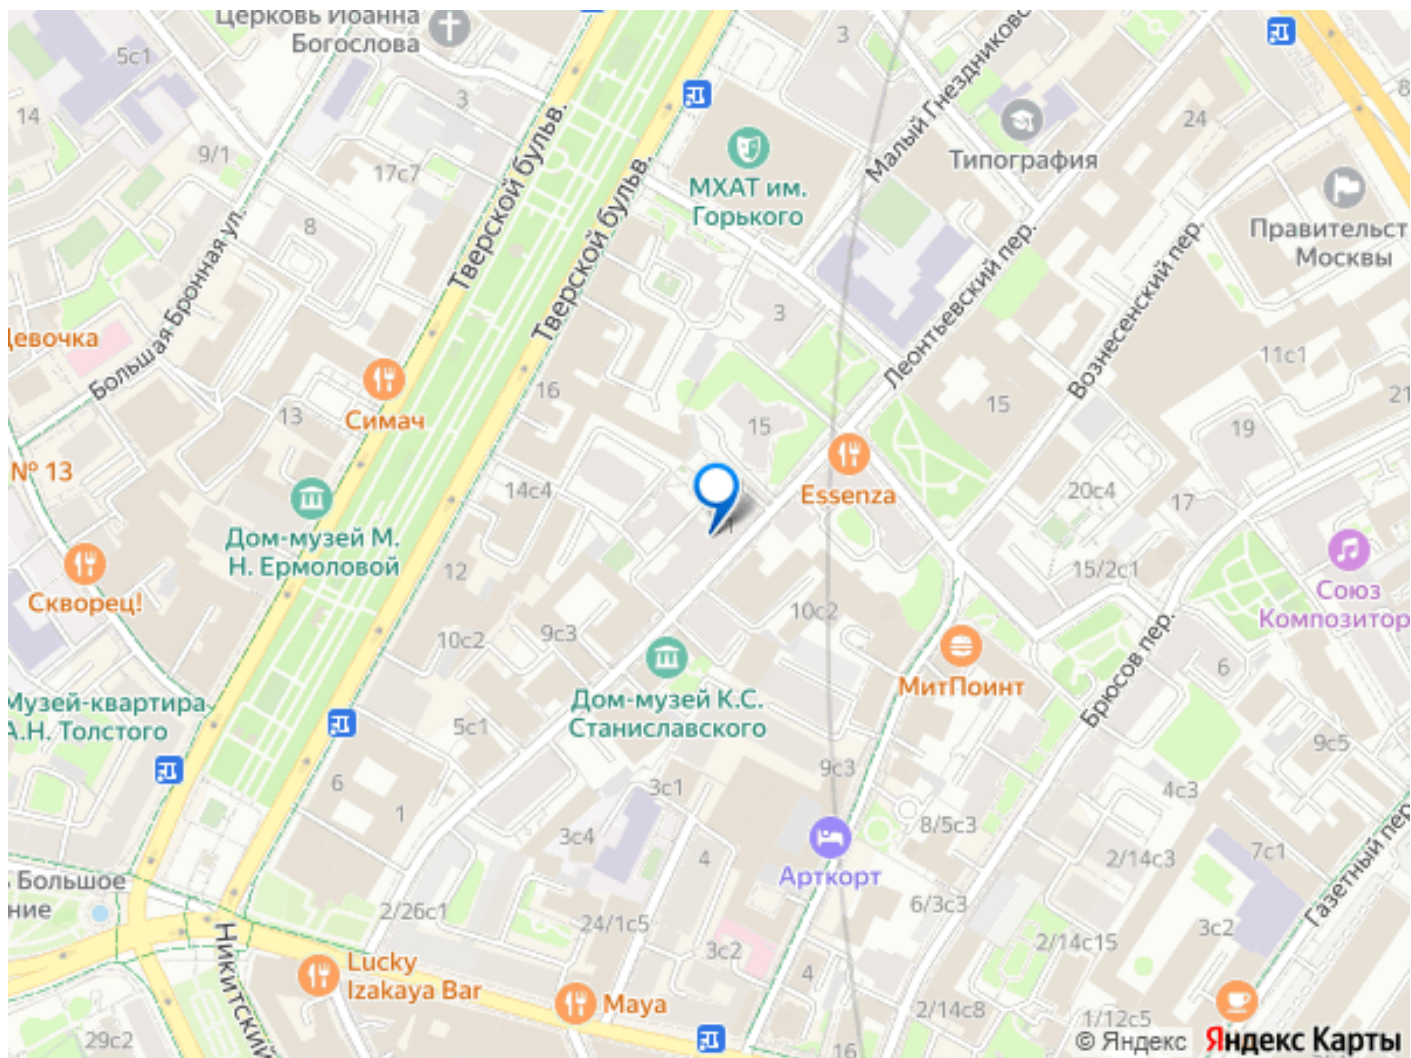 Церковь Иоанна
Богослова
5с1
3
3
14
24
8
9/1
17с7
8
Тверской бульв.
Тверской бульв.
МХАТ им.
Горького
Малый Гнездниковс
Типография
Правительст
Москвы
Большая Бронная ул.
Девочка
3
Леонтьевский пер.
Вознесенский пер.
11с1
21
16
Симач
13
15
15
19
№ 13
Essenza
14с4
20с4
17
1
Дом-музей М.
Н. Ермоловой
12
15/2с1
Союз
Композитор
Скворец!
10с2
9с3
10с2
6
Дом-музей К.С.
Станиславского
МитПоинт
Брюсов пер.
Музей-квартира
А.Н. Толстого
5с1
9с5
6
1
3с1
9с3
4с3
3с4
4
8/5с3
2/14с3
7с1
Арткорт
Газетный пер
ь Большое
ние
2/26с1
24/1с5
3с2
6/3с3
2/14с15
3с2
Никитский
Lucky
Izakaya Bar
Maya
4
2/14с8
1/12с5
29с2
16
© Яндекс Яндекс Карты